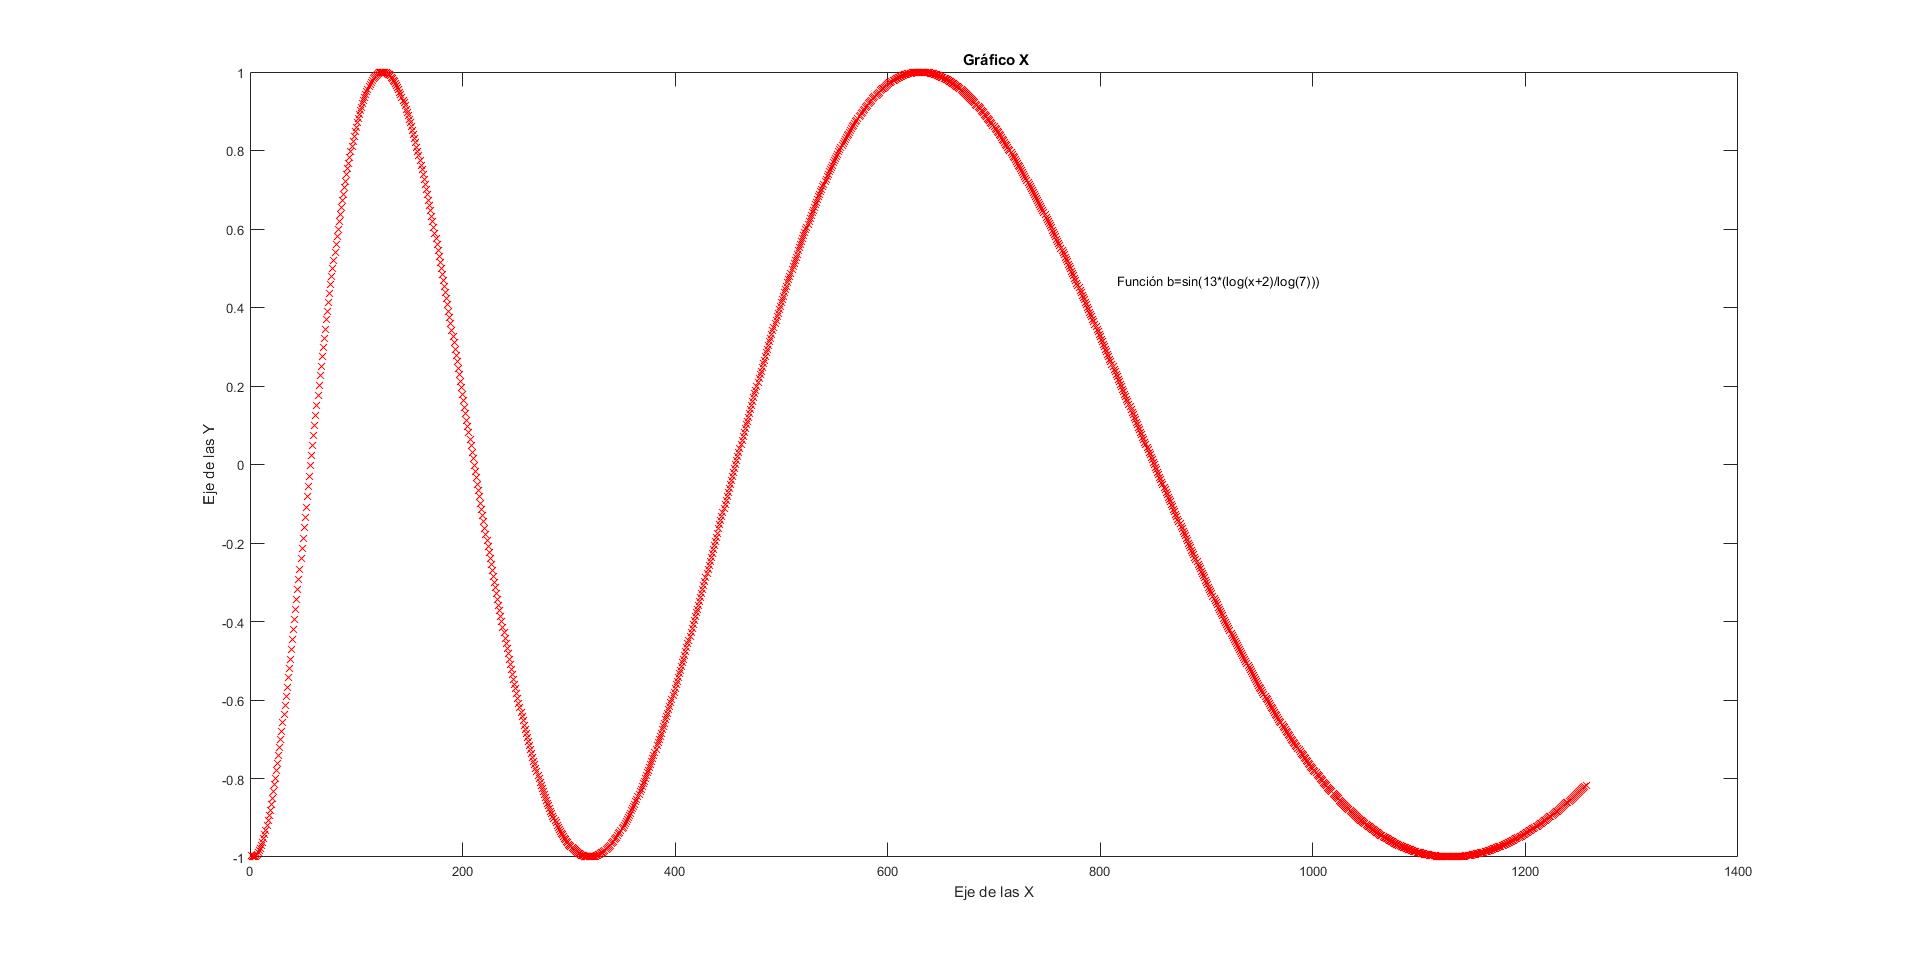 Gráfico X
1
0.8
0.6
0.4
0.2
0
-0.2
-0.4
-0.6
-0.8
-1
Eje de las Y
Función b=sin(13*(log(x+2)/log(7)))
0 200 400 600 800 1000 1200 1400
Eje de las X